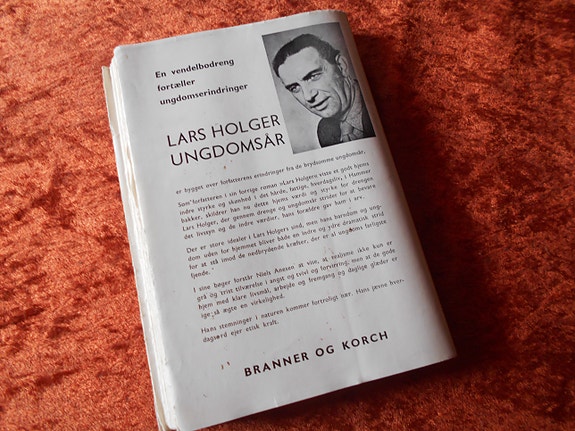 En vendelbodreng
fortæller
ungdomserindringer
LARS HOLGER
UNGDOMSÅR
er bygget over forfatterens erindringer fra de brydsomme ungdomsår.
Som forfatteren i sin forrige roman »Lars Holger« viste et godt hjems
indre styrke og skønhed i det hårde, fattige, hverdagsliv, i Hammer
bakker, skildrer han nu dette hjems værdi og styrke for drengen
Lars Holger, der gennem drenge og ungdomsår strider for at bevare
det livssyn og de indre værdier, hans forældre gav ham i arv.
Der er store idealer i Lars Holgers sind, men hans barndom og ung-
dom uden for hjemmet bliver både en indre og ydre dramatisk strid
for at stå imod de nedbrydende kræfter, der er al ungdoms farligste
fjende.
I sine bøger forstår Niels Anesen at vise, at realisme ikke kun er
grå og trist tilværelse i angst og tvivl og forvirring, men at de gode
hjem med klare livsmål, arbejde og fremgang og daglige glæder er
lige så ægte en virkelighed.
Hans stemninger i naturen kommer fortroligt nær. Hans jævne hver-
dagsord ejer etisk kraft.
BRANNER OG KORCH